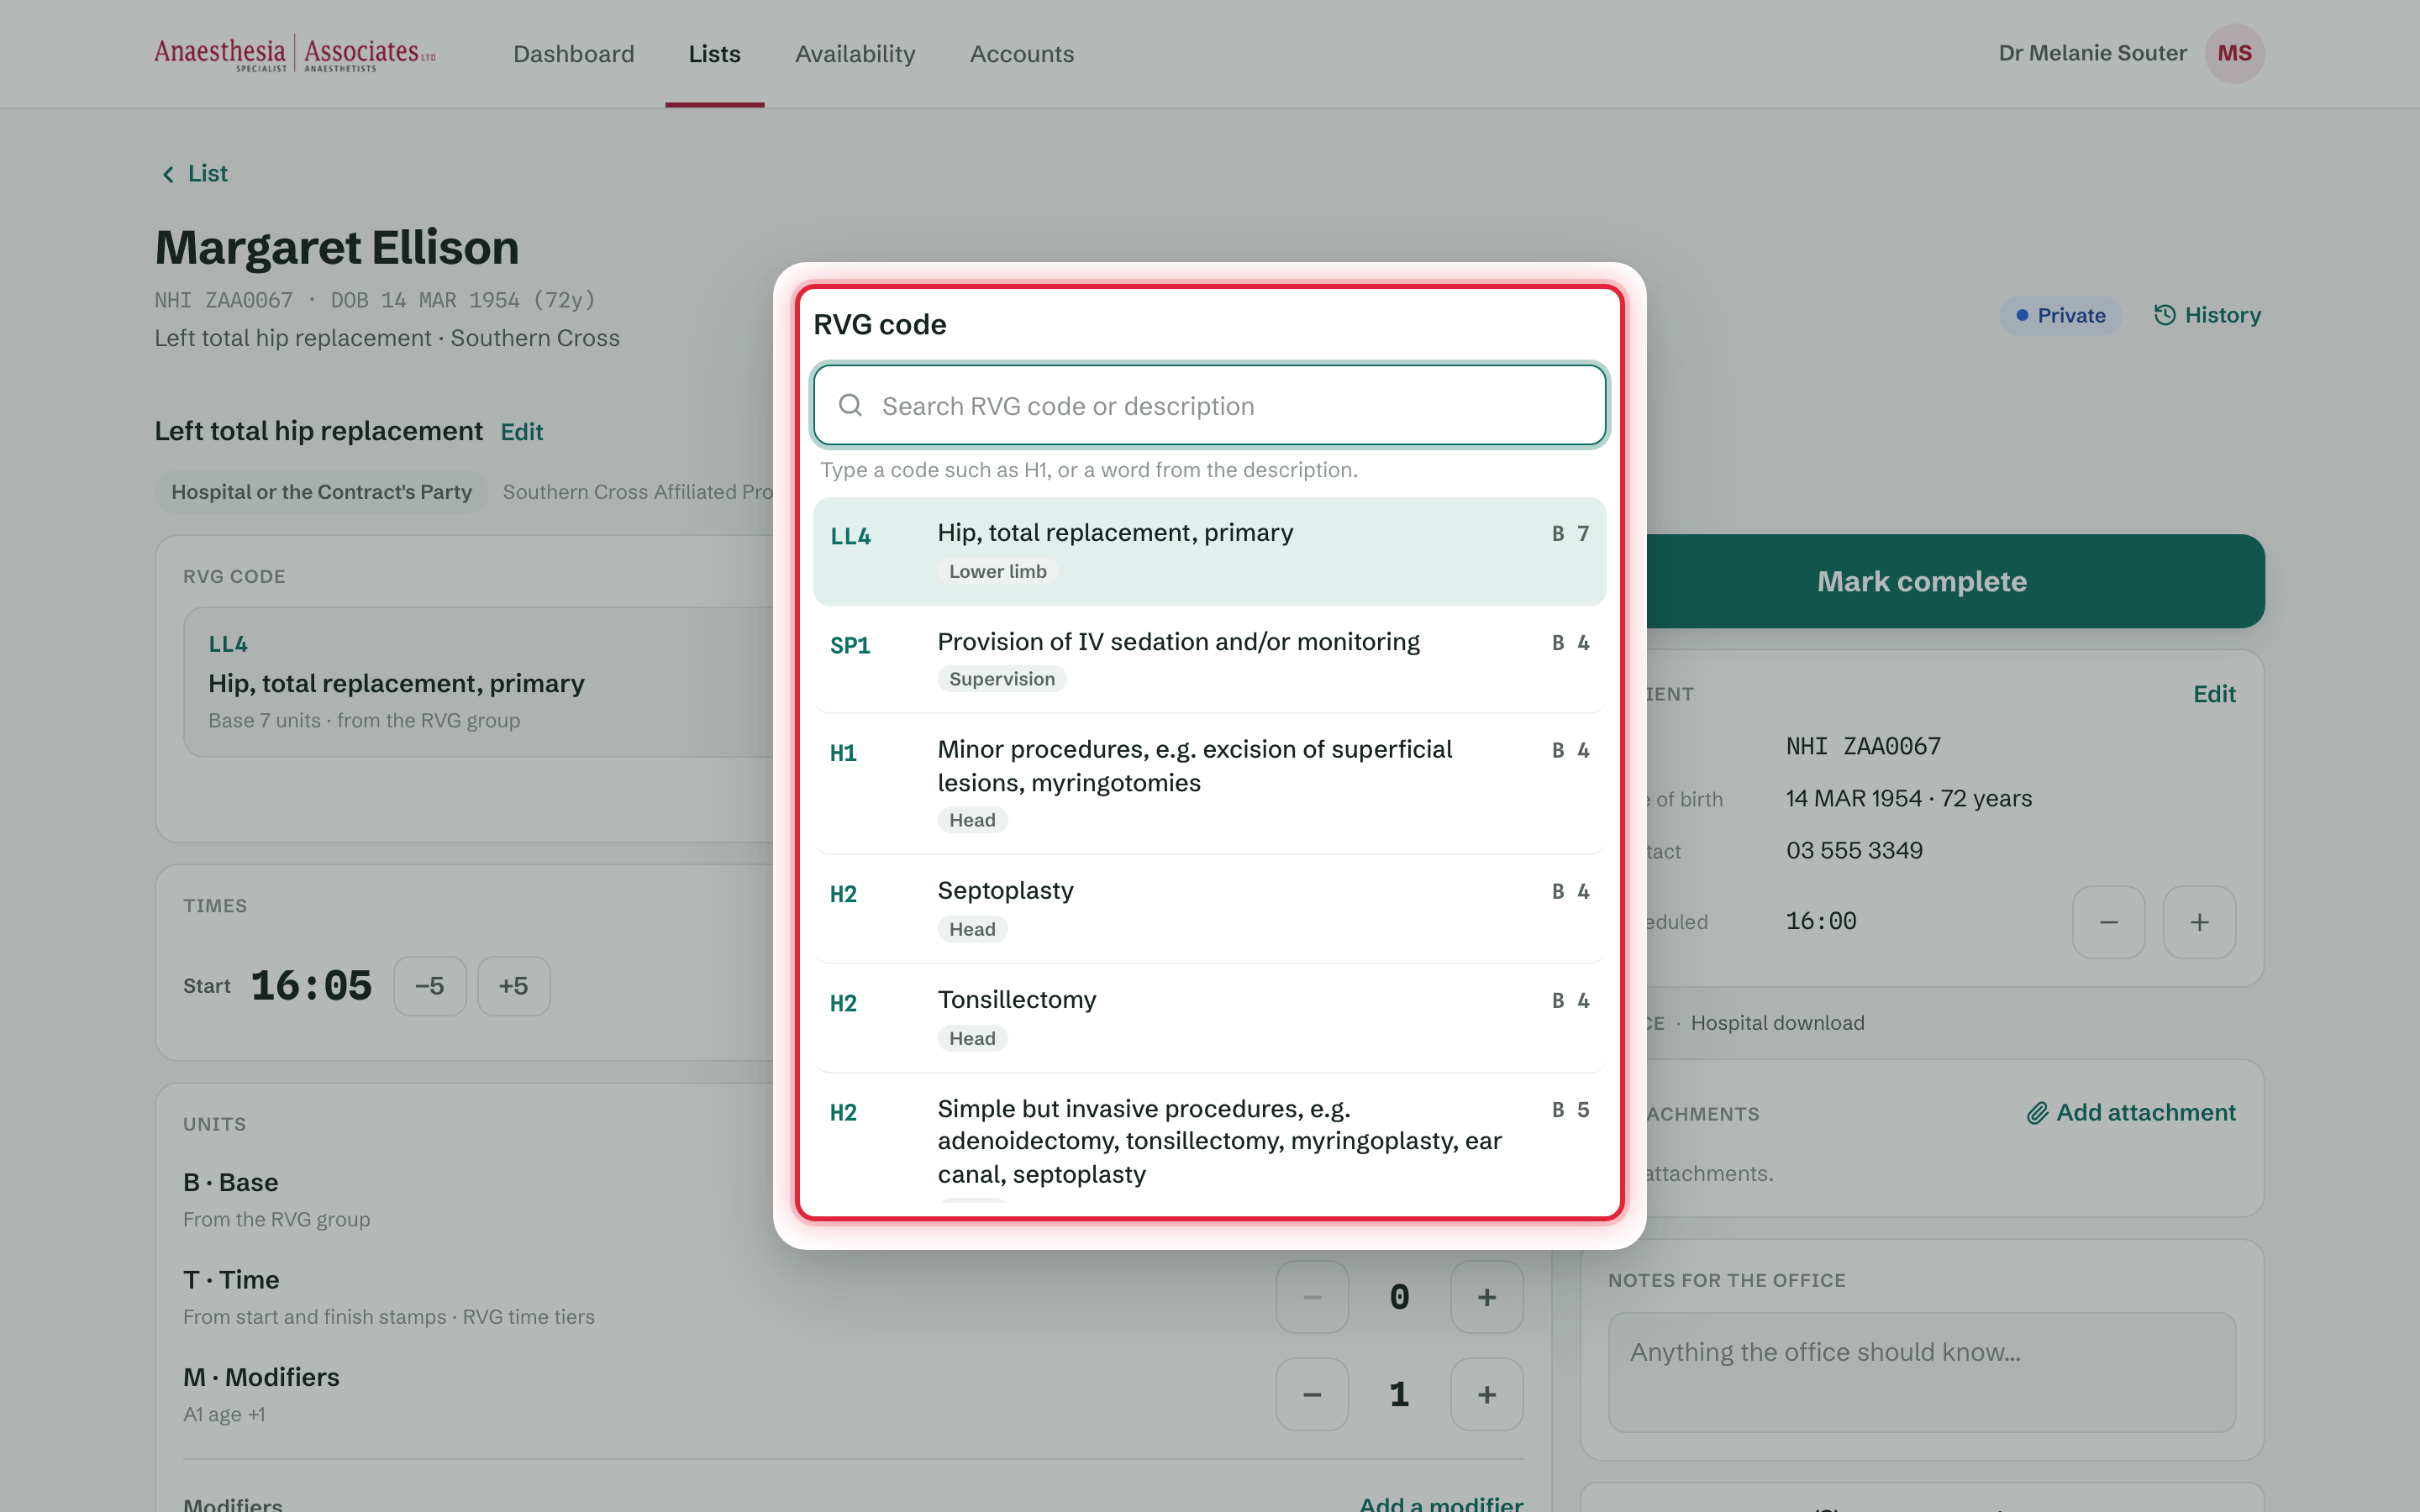 Anaesthesia | Associates LTD
SPECIALIST ANAESTHETISTS
Dashboard
Lists
Availability
Accounts
Dr Melanie Souter
MS
List
Margaret Ellison
NHI ZAA0067 · DOB 14 MAR 1954 (72y)
Left total hip replacement · Southern Cross
Private
History
Left total hip replacement Edit
Hospital or the Contract's Party
Southern Cross Affiliated
RVG CODE
LL4
Hip, total replacement, primary
Base 7 units · from the RVG group
TIMES
Start 16:05 −5 +5
UNITS
B · Base
From the RVG group
T · Time
From start and finish stamps · RVG time tiers
− 0 +
M · Modifiers
A1 age +1
− 1 +
Modifiers
Add a modifier
RVG code
Search RVG code or description
Type a code such as H1, or a word from the description.
LL4 Hip, total replacement, primary B 7
Lower limb
SP1 Provision of IV sedation and/or monitoring B 4
Supervision
H1 Minor procedures, e.g. excision of superficial B 4
lesions, myringotomies
Head
H2 Septoplasty B 4
Head
H2 Tonsillectomy B 4
Head
H2 Simple but invasive procedures, e.g. B 5
adenoidectomy, tonsillectomy, myringoplasty, ear
canal, septoplasty
Mark complete
Edit
NHI ZAA0067
of birth 14 MAR 1954 · 72 years
03 555 3349
16:00 − +
· Hospital download
Add attachment
attachments.
NOTES FOR THE OFFICE
Anything the office should know…